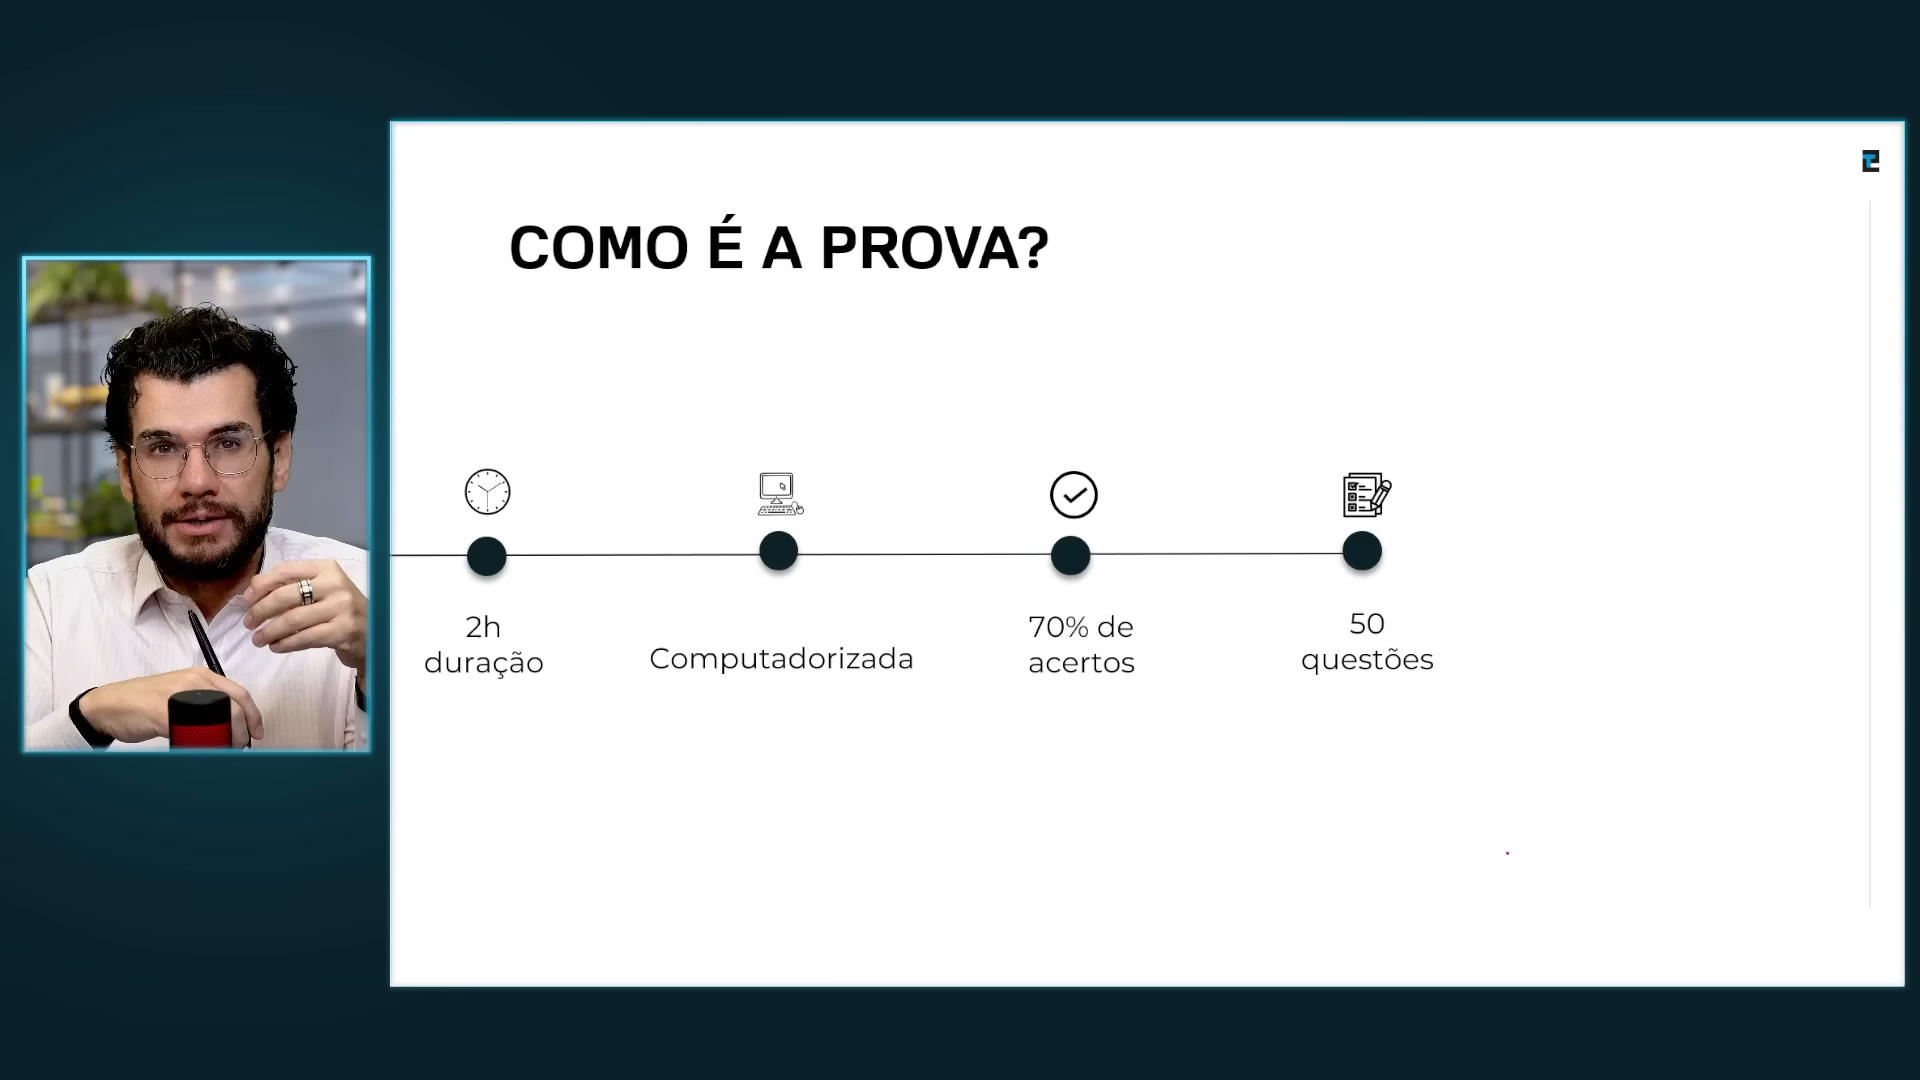 COMO É A PROVA?
2h
duração
Computadorizada
70% de
acertos
50
questões